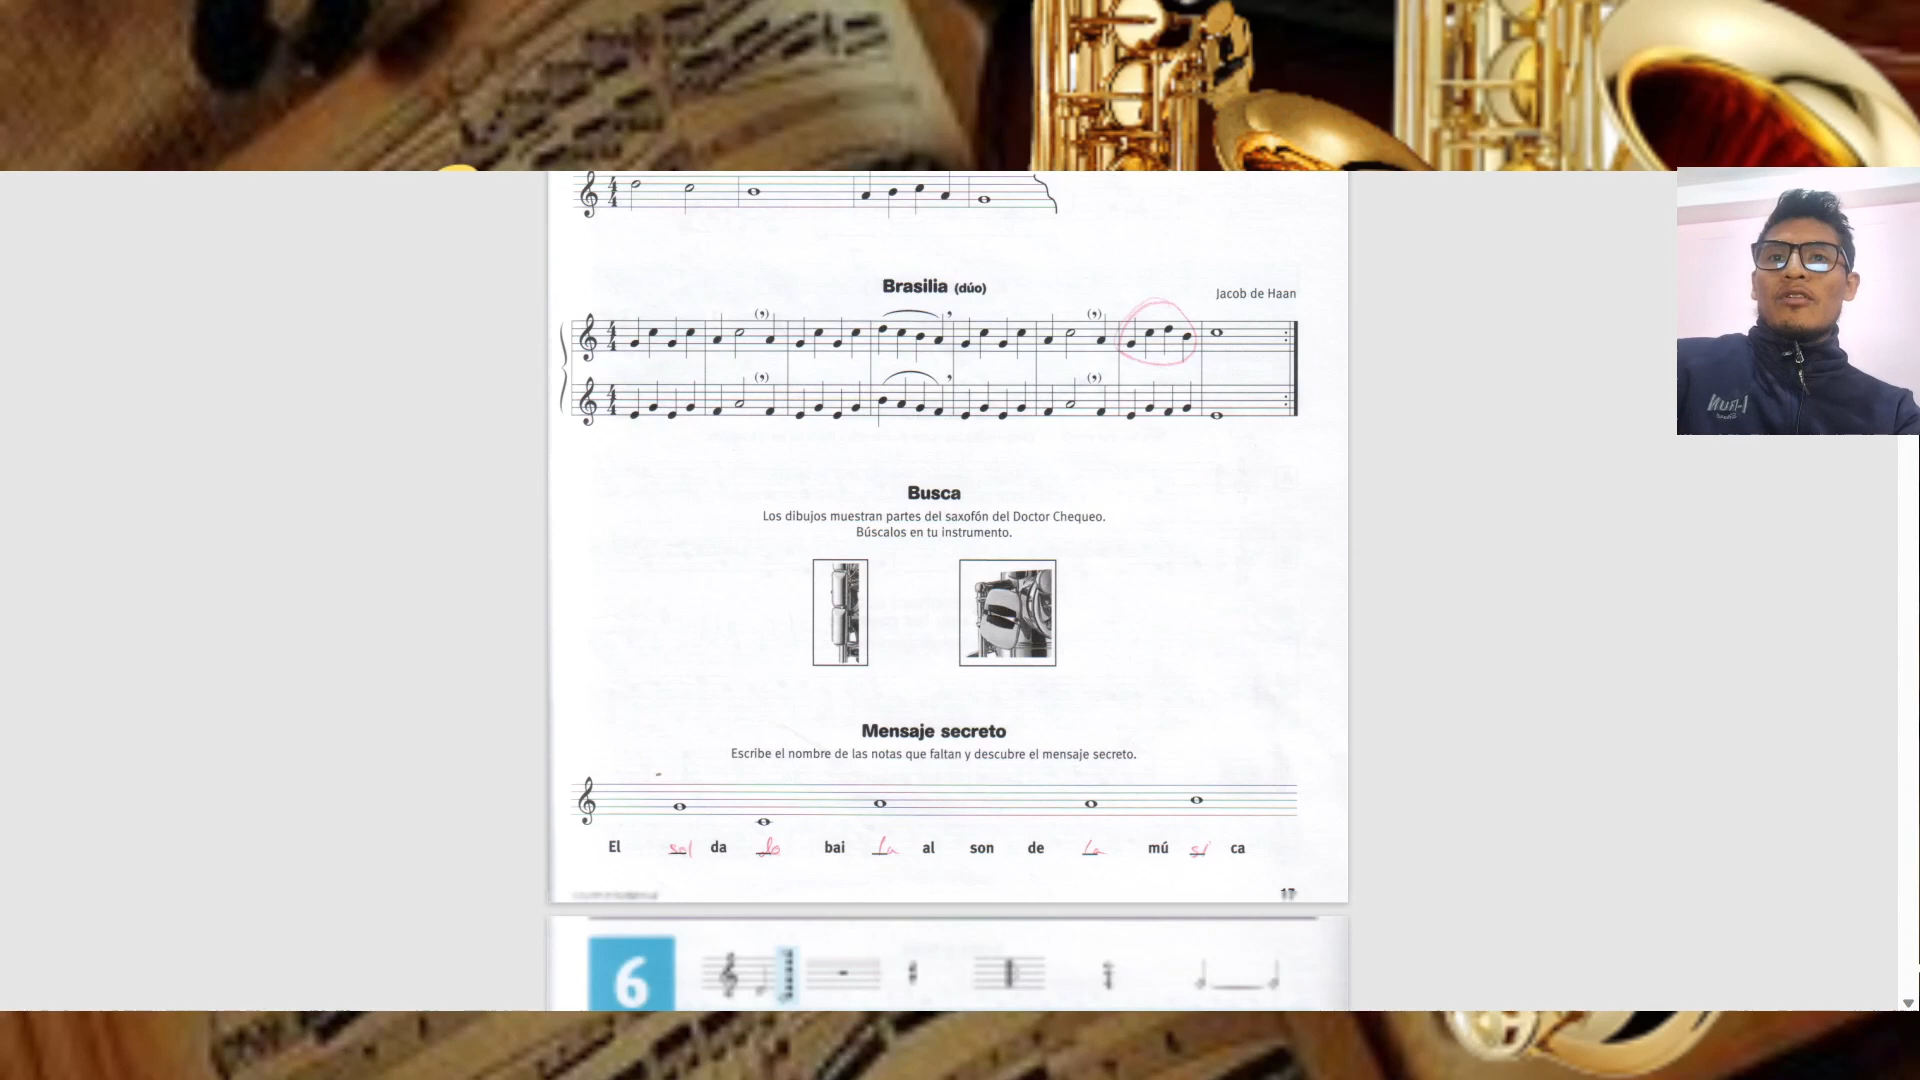 Brasilia (dúo)
Jacob de Haan
Busca
Los dibujos muestran partes del saxofón del Doctor Chequeo.
Búscalos en tu instrumento.
Mensaje secreto
Escribe el nombre de las notas que faltan y descubre el mensaje secreto.
El sol da do bai la al son de la mú si ca
17
6